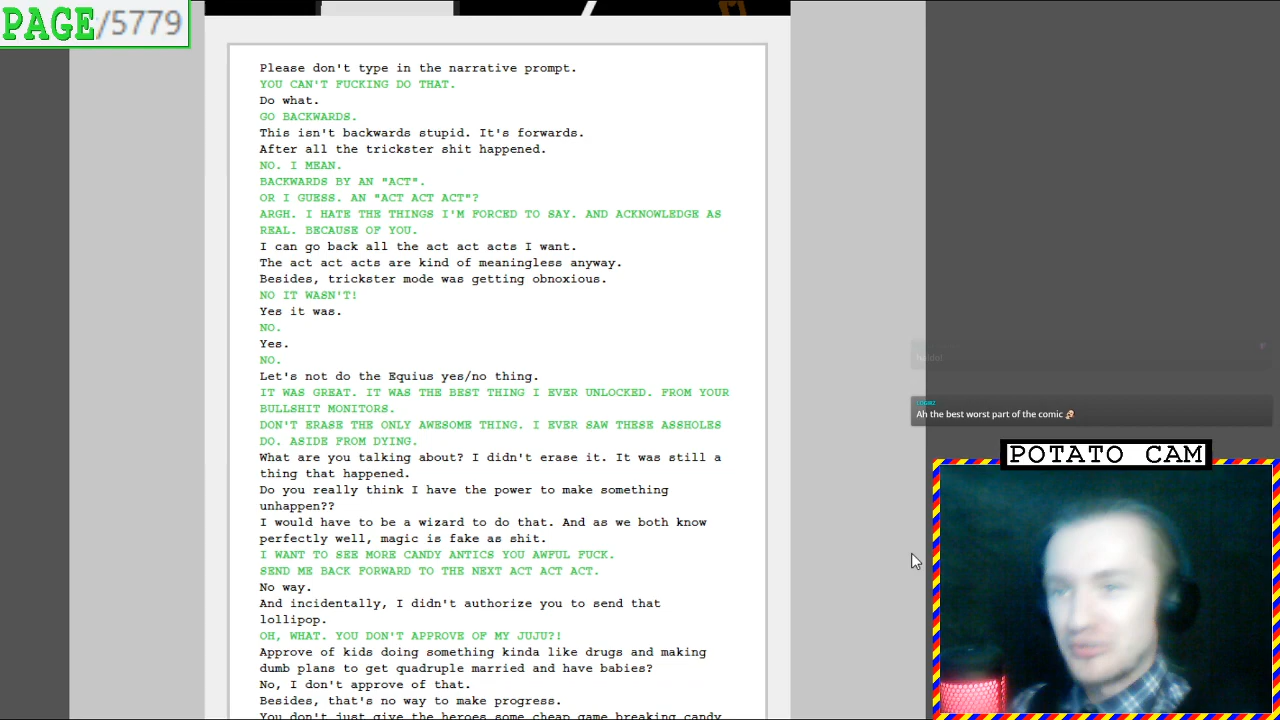 PAGE/5779
Please don't type in the narrative prompt.
YOU CAN'T FUCKING DO THAT.
Do what.
GO BACKWARDS.
This isn't backwards stupid. It's forwards.
After all the trickster shit happened.
NO. I MEAN.
BACKWARDS BY AN "ACT".
OR I GUESS. AN "ACT ACT ACT"?
ARGH. I HATE THE THINGS I'M FORCED TO SAY. AND ACKNOWLEDGE AS
REAL. BECAUSE OF YOU.
I can go back all the act act acts I want.
The act act acts are kind of meaningless anyway.
Besides, trickster mode was getting obnoxious.
NO IT WASN'T!
Yes it was.
NO.
Yes.
NO.
Let's not do the Equius yes/no thing.
IT WAS GREAT. IT WAS THE BEST THING I EVER UNLOCKED. FROM YOUR
BULLSHIT MONITORS.
DON'T ERASE THE ONLY AWESOME THING. I EVER SAW THESE ASSHOLES
DO. ASIDE FROM DYING.
What are you talking about? I didn't erase it. It was still a
thing that happened.
Do you really think I have the power to make something
unhappen??
I would have to be a wizard to do that. And as we both know
perfectly well, magic is fake as shit.
I WANT TO SEE MORE CANDY ANTICS YOU AWFUL FUCK.
SEND ME BACK FORWARD TO THE NEXT ACT ACT ACT.
No way.
And incidentally, I didn't authorize you to send that
lollipop.
OH, WHAT. YOU DON'T APPROVE OF MY JUJU?!
Approve of kids doing something kinda like drugs and making
dumb plans to get quadruple married and have babies?
No, I don't approve of that.
Besides, that's no way to make progress.
You don't just give the heroes some cheap game breaking candy
Ah the best worst part of the comic
POTATO CAM